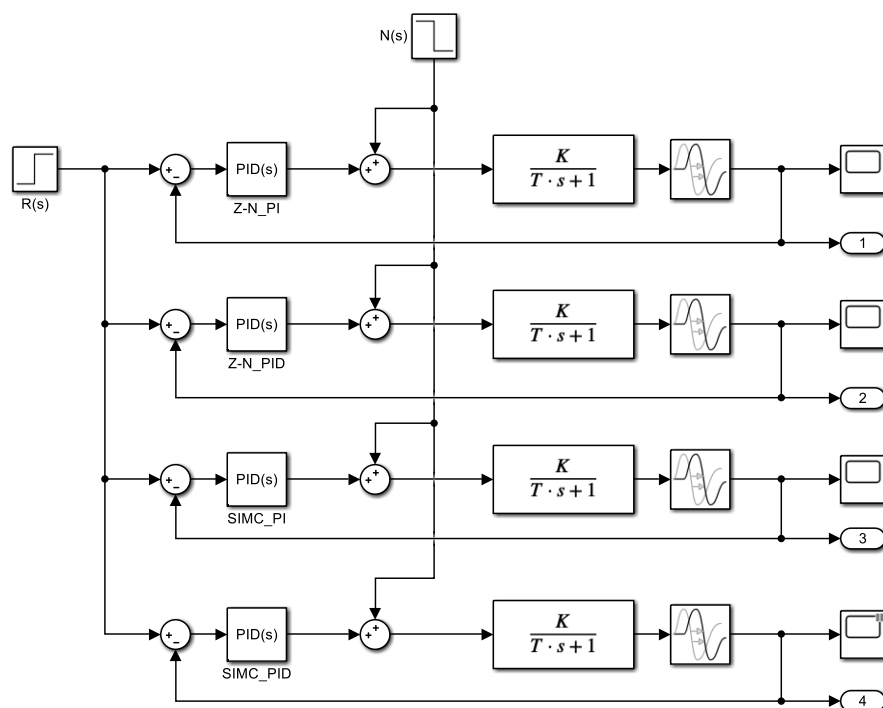 N(s)
R(s)
+
−
PID(s)
Z-N_PI
+
+
K
T · s + 1
1
+
−
PID(s)
Z-N_PID
+
+
K
T · s + 1
2
+
−
PID(s)
SIMC_PI
+
+
K
T · s + 1
3
+
−
PID(s)
SIMC_PID
+
+
K
T · s + 1
4